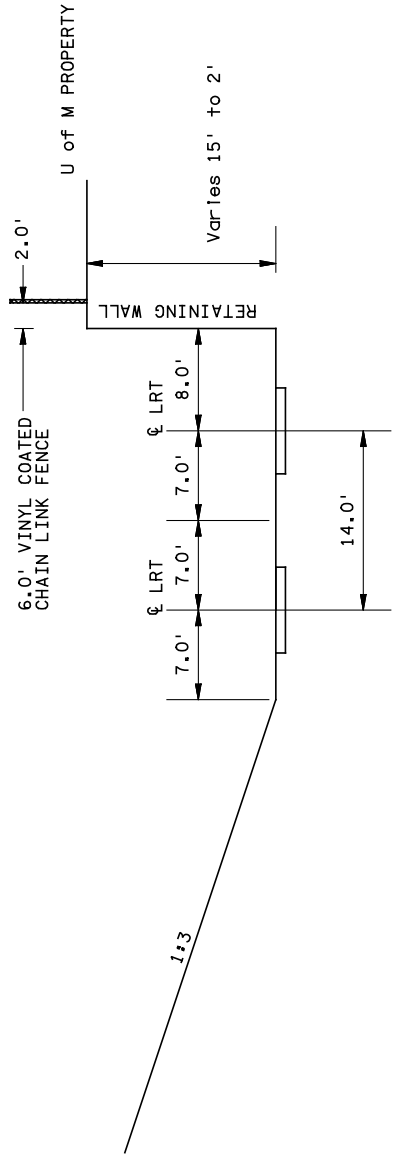 6.0' VINYL COATED
CHAIN LINK FENCE
2.0'
U of M PROPERTY
RETAINING WALL
Varies 15' to 2'
℄ LRT
℄ LRT
7.0'
7.0'
7.0'
8.0'
14.0'
1:3